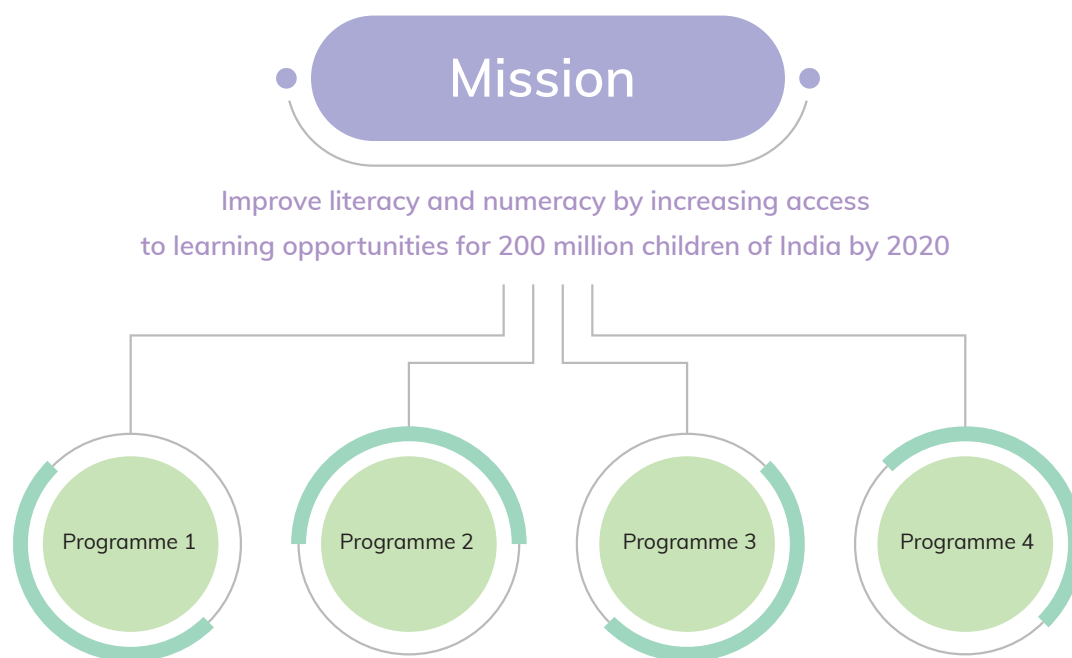 Mission
Improve literacy and numeracy by increasing access
to learning opportunities for 200 million children of India by 2020
Programme 1
Programme 2
Programme 3
Programme 4